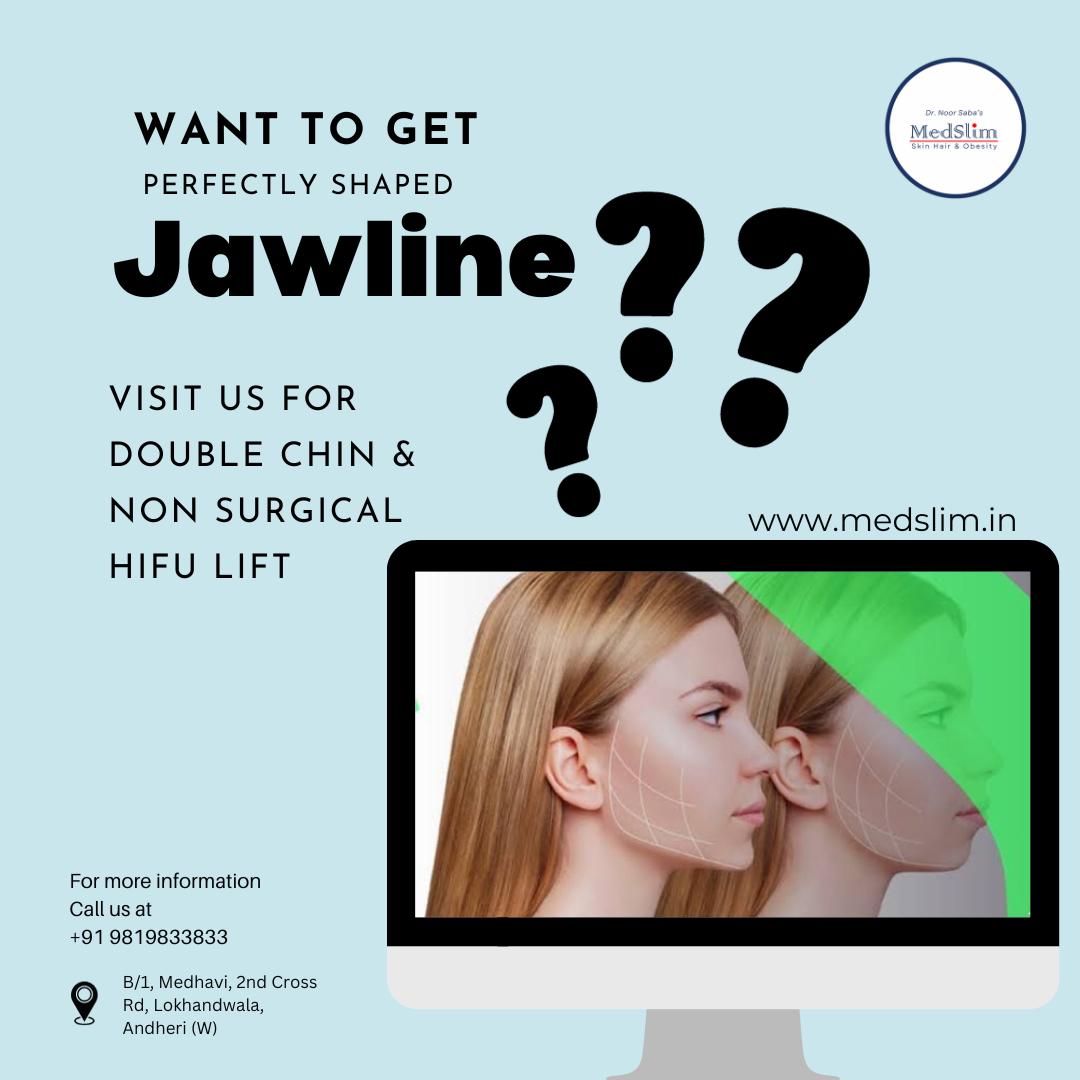 WANT TO GET
PERFECTLY SHAPED
Jawline??
?
Dr. Noor Saba's
MedSlim
Skin Hair & Obesity
VISIT US FOR
DOUBLE CHIN &
NON SURGICAL
HIFU LIFT
www.medslim.in
For more information
Call us at
+91 9819833833
B/1, Medhavi, 2nd Cross
Rd, Lokhandwala,
Andheri (W)